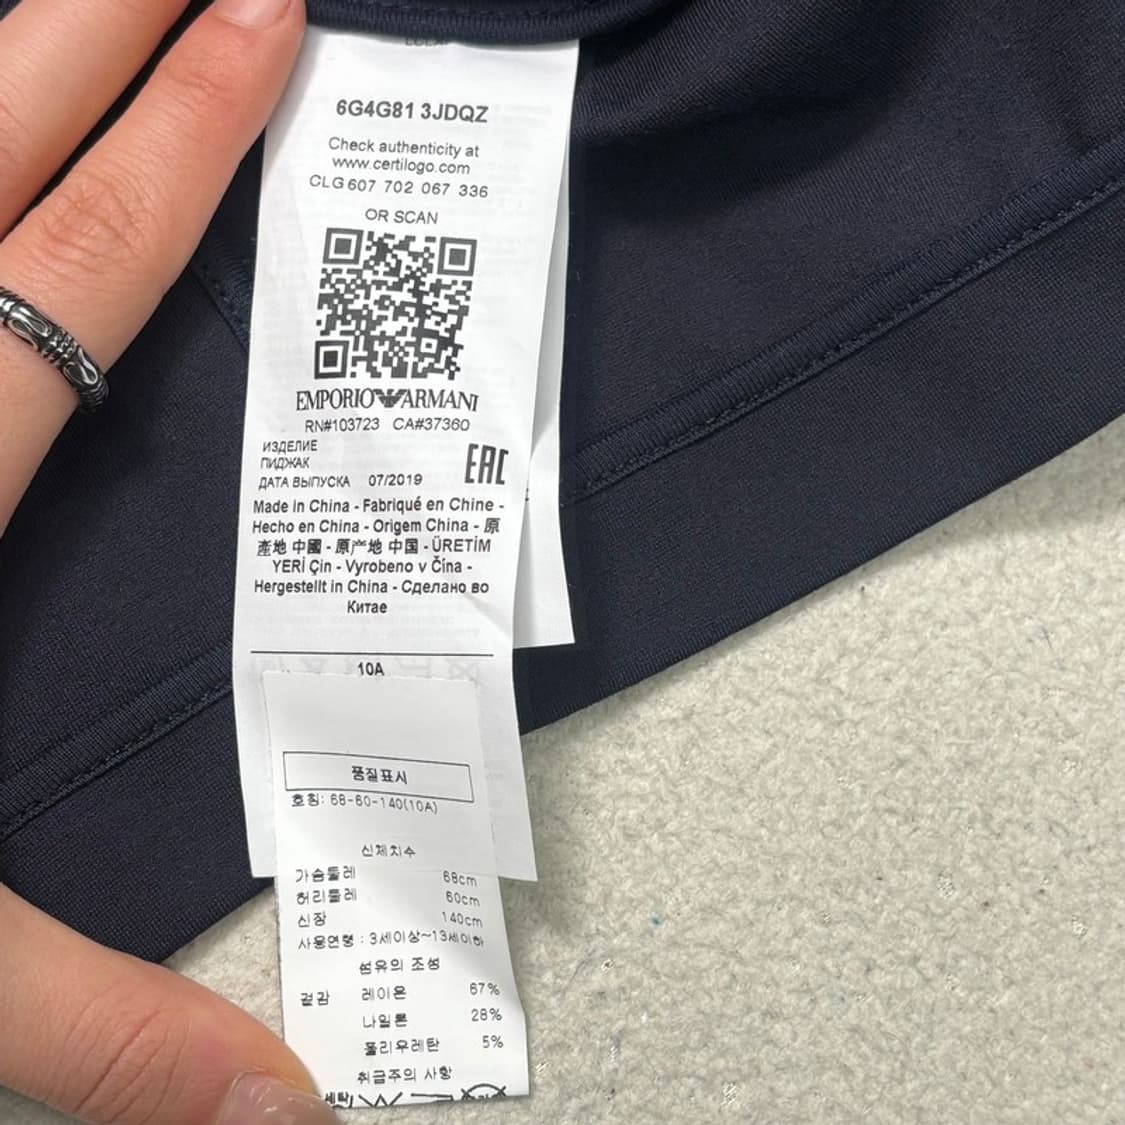 6G4G81 3JDQZ
Check authenticity at
www.certilogo.com
CLG 607 702 067 336
OR SCAN
EMPORIO ARMANI
RN#103723 CA#37360
ИЗДЕЛИЕ
ПИДЖАК
ДАТА ВЫПУСКА 07/2019
EAC
Made in China - Fabriqué en Chine -
Hecho en China - Origem China - 原
產地 中國 - 原产地 中国 - ÜRETİM
YERİ Çin - Vyrobeno v Čína -
Hergestellt in China - Сделано во
Китае
10A
품질표시
호칭: 68-60-140(10A)
신체치수
가슴둘레 68cm
허리둘레 60cm
신장 140cm
사용연령 : 3세이상~13세이하
섬유의 조성
겉감 레이온 67%
나일론 28%
폴리우레탄 5%
취급주의 사항
세탁